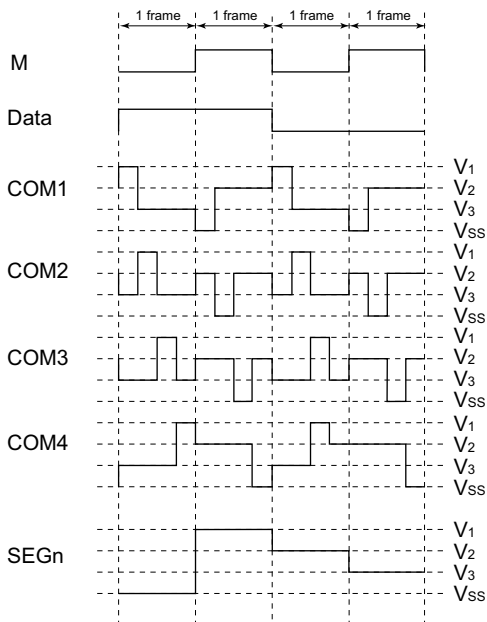 1 frame 1 frame 1 frame 1 frame
M
Data
COM1
V1
V2
V3
VSS
COM2
V1
V2
V3
VSS
COM3
V1
V2
V3
VSS
COM4
V1
V2
V3
VSS
SEGn
V1
V2
V3
VSS